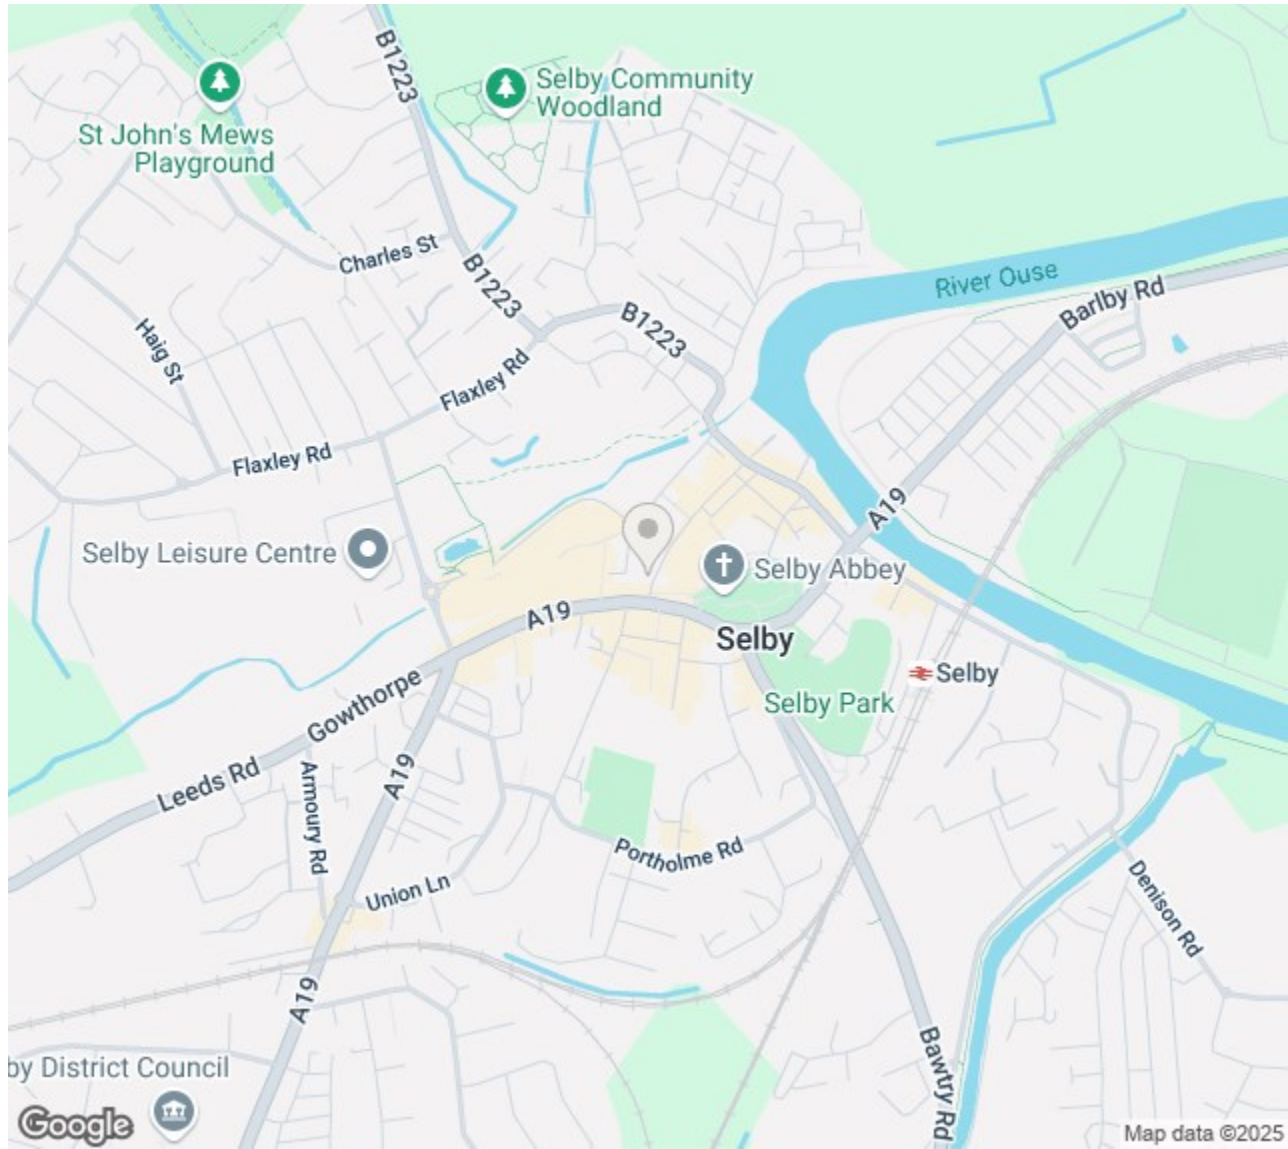 B1223
Selby Community
Woodland
St John's Mews
Playground
Charles St
B1223
River Ouse
Barlby Rd
B1223
Haig St
Flaxley Rd
Flaxley Rd
A19
Selby Leisure Centre
Selby Abbey
A19
Selby
Selby
Selby Park
Gowthorpe
Leeds Rd
A19
Armoury Rd
Portholme Rd
Union Ln
Denison Rd
A19
Bawtry Rd
by District Council
Google
Map data ©2025